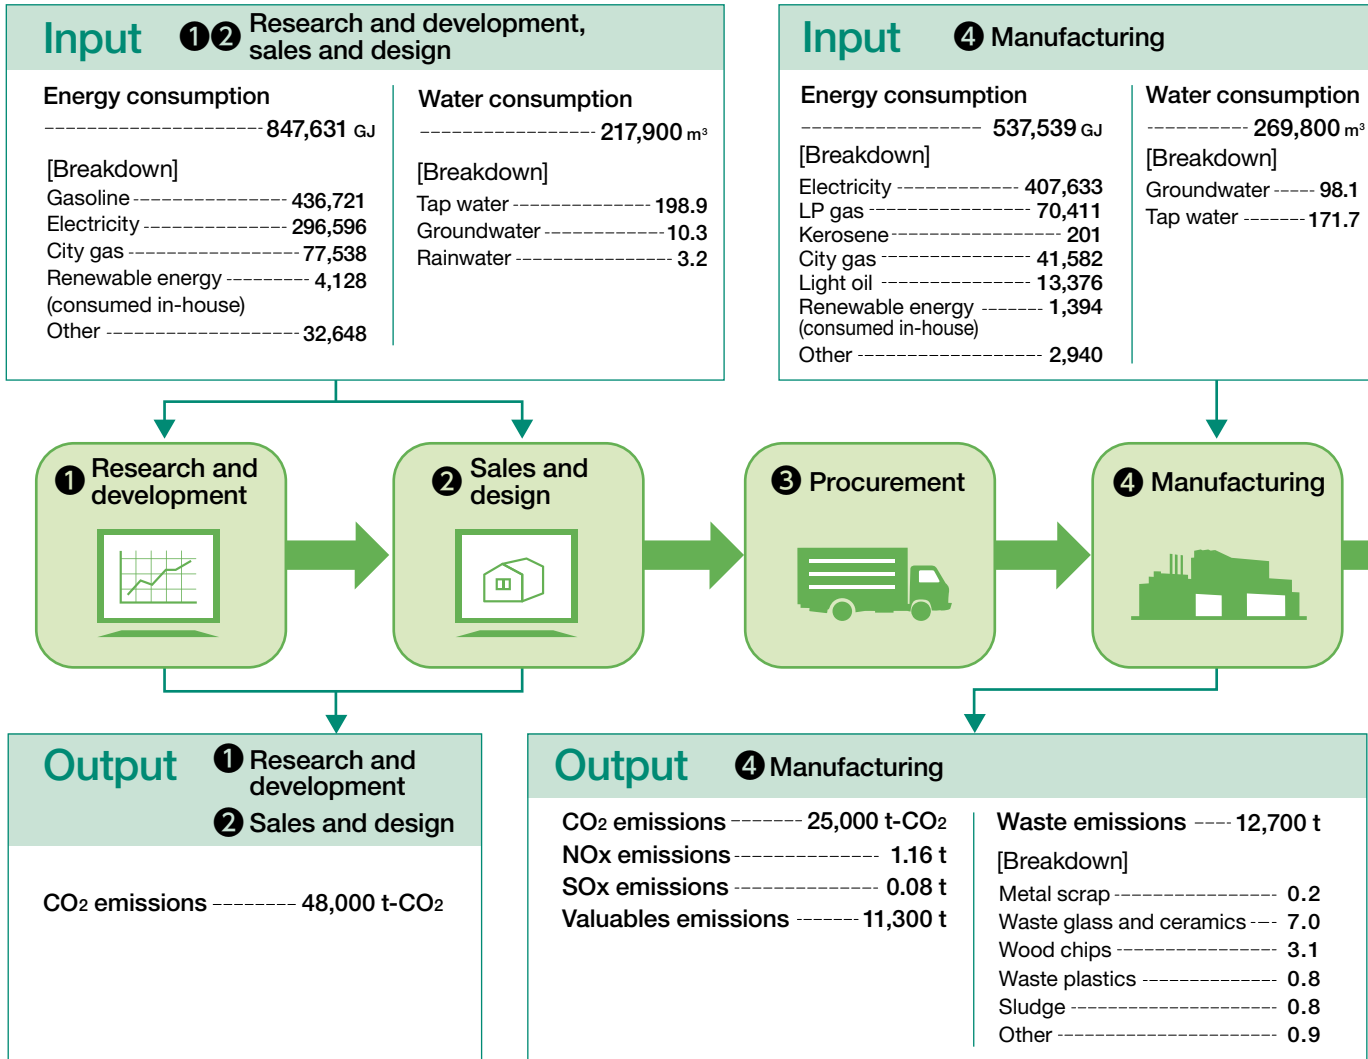 Input ❶❷ Research and development,
sales and design
Energy consumption
847,631 GJ
[Breakdown]
Gasoline 436,721
Electricity 296,596
City gas 77,538
Renewable energy 4,128
(consumed in-house)
Other 32,648
Water consumption
217,900 m³
[Breakdown]
Tap water 198.9
Groundwater 10.3
Rainwater 3.2
Input ❹ Manufacturing
Energy consumption
537,539 GJ
[Breakdown]
Electricity 407,633
LP gas 70,411
Kerosene 201
City gas 41,582
Light oil 13,376
Renewable energy 1,394
(consumed in-house)
Other 2,940
Water consumption
269,800 m³
[Breakdown]
Groundwater 98.1
Tap water 171.7
❶ Research and
development
❷ Sales and
design
❸ Procurement
❹ Manufacturing
Output ❶ Research and
development
❷ Sales and design
CO₂ emissions 48,000 t-CO₂
Output ❹ Manufacturing
CO₂ emissions 25,000 t-CO₂
NOx emissions 1.16 t
SOx emissions 0.08 t
Valuables emissions 11,300 t
Waste emissions 12,700 t
[Breakdown]
Metal scrap 0.2
Waste glass and ceramics 7.0
Wood chips 3.1
Waste plastics 0.8
Sludge 0.8
Other 0.9